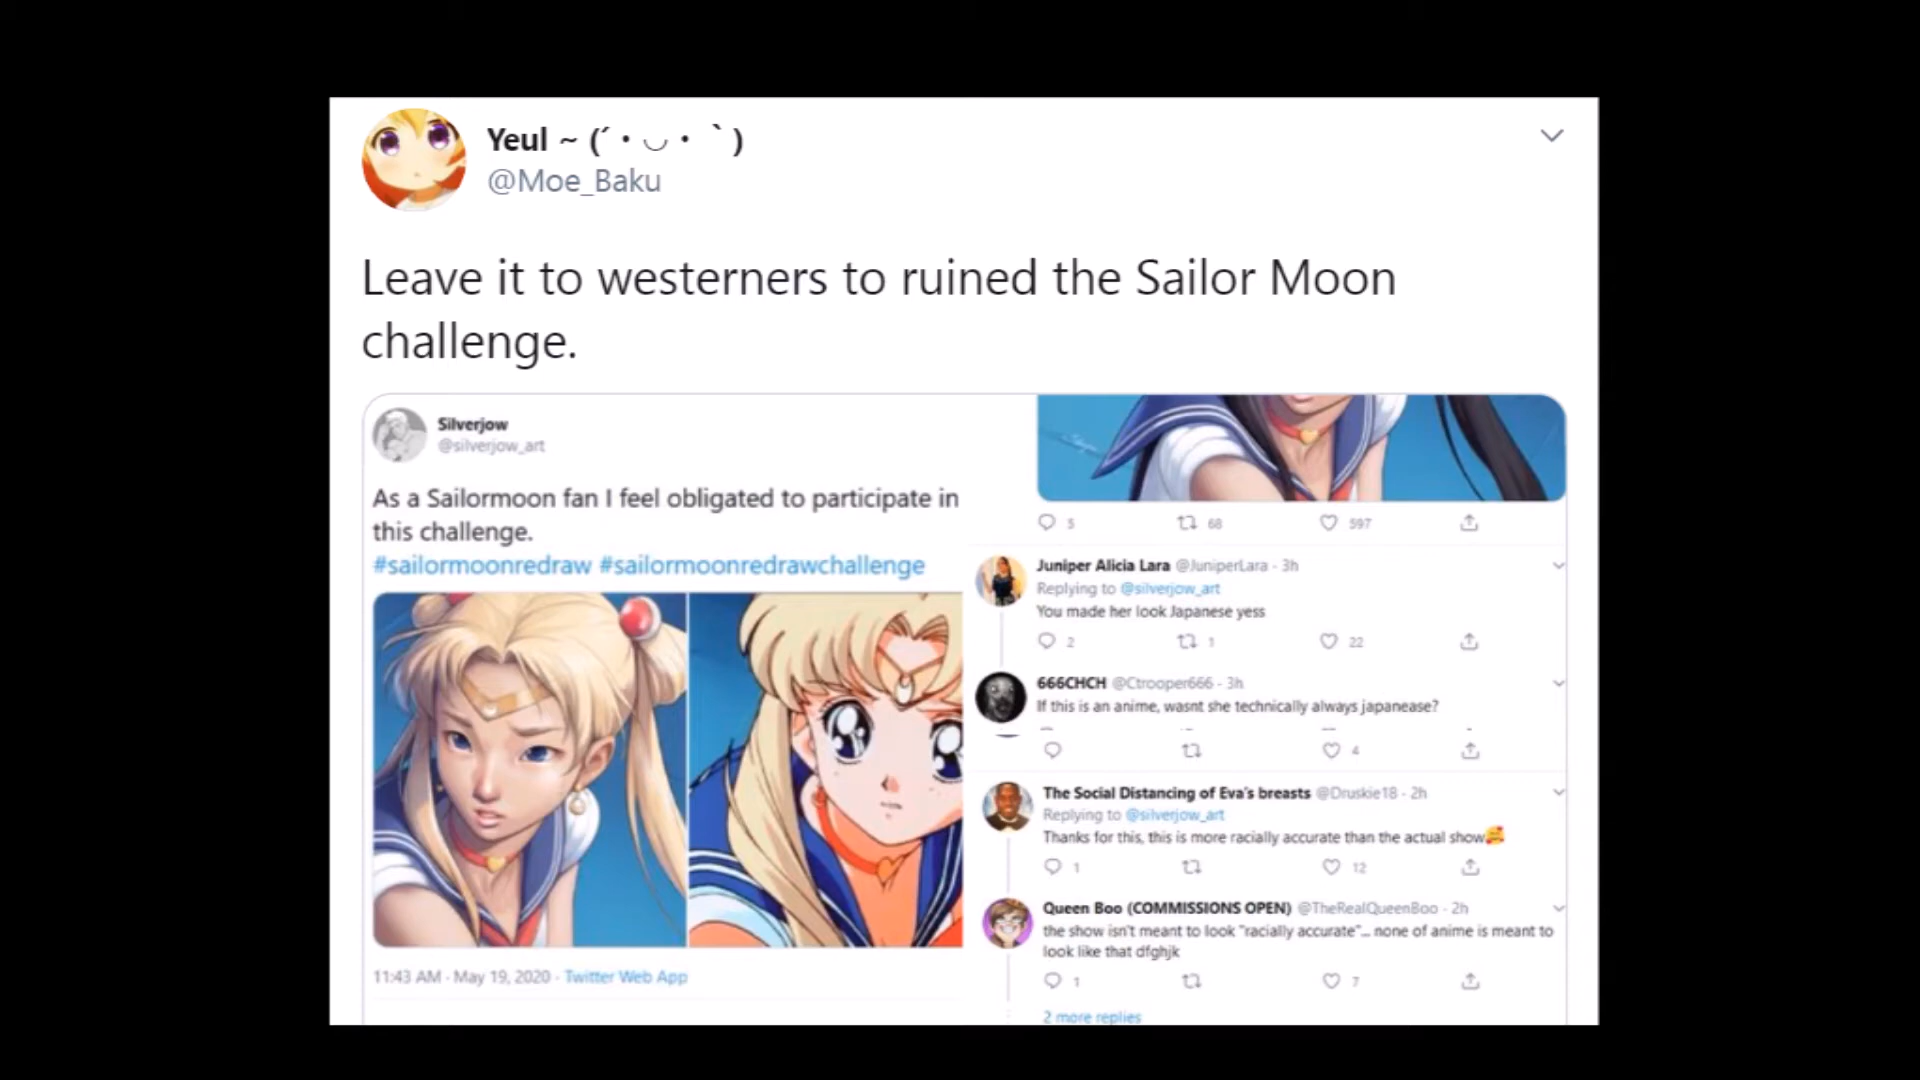 Yeul ~ (´・◡・｀)
@Moe_Baku
Leave it to westerners to ruined the Sailor Moon
challenge.
Silverjow
@silverjow_art
As a Sailormoon fan I feel obligated to participate in
this challenge.
#sailormoonredraw #sailormoonredrawchallenge
11:43 AM · May 19, 2020 · Twitter Web App
5 68 597
Juniper Alicia Lara @JuniperLara · 3h
Replying to @silverjow_art
You made her look Japanese yess
2 1 22
666CHCH @Ctrooper666 · 3h
If this is an anime, wasnt she technically always japanease?
4
The Social Distancing of Eva's breasts @Druskie18 · 2h
Replying to @silverjow_art
Thanks for this, this is more racially accurate than the actual show🥰
1 12
Queen Boo (COMMISSIONS OPEN) @TheRealQueenBoo · 2h
the show isn't meant to look "racially accurate"... none of anime is meant to
look like that dfghjk
1 7
2 more replies